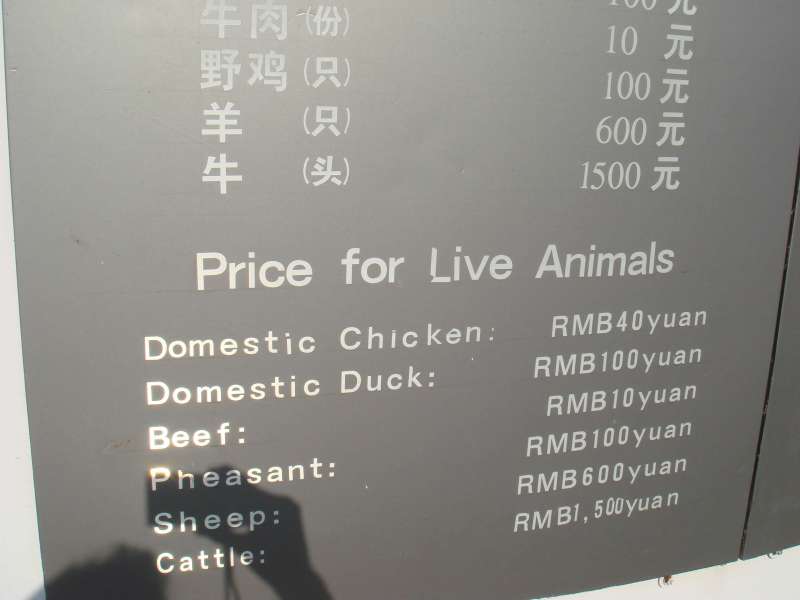 牛肉 (份) 10 元
野鸡 (只) 100 元
羊 (只) 600 元
牛 (头) 1500 元
Price for Live Animals
Domestic Chicken: RMB40yuan
Domestic Duck: RMB100yuan
Beef: RMB10yuan
Pheasant: RMB100yuan
Sheep: RMB600yuan
Cattle: RMB1,500yuan